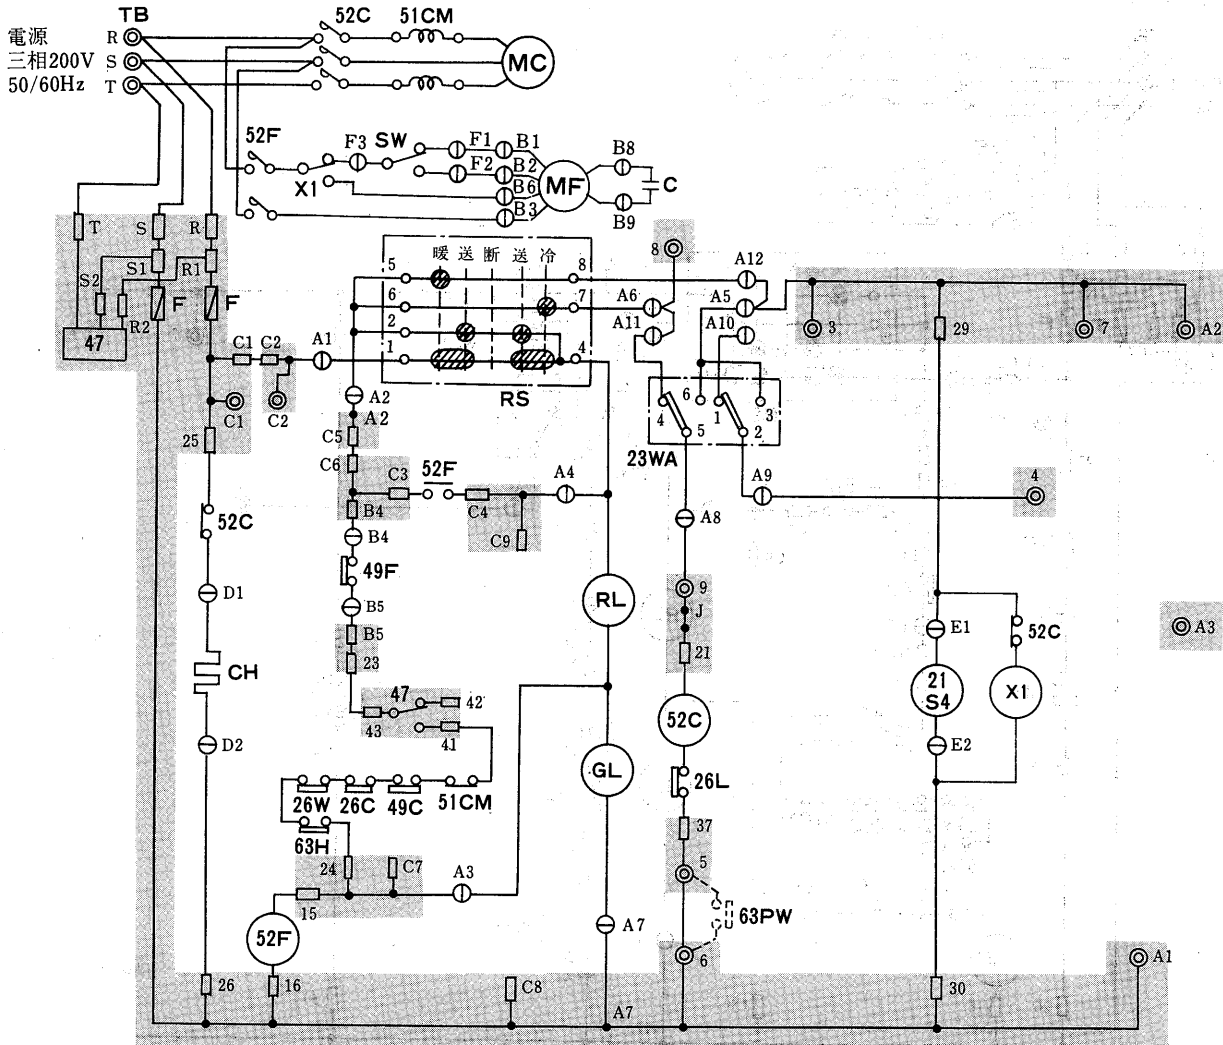 TB
52C
51CM
電源
R
三相200V
S
50/60Hz
T
MC
52F
F3
SW
F1
B1
F2
B2
B8
X1
B6
MF
C
B3
B9
T
S
R
暖
送
断
送
冷
8
A12
5
8
S2
S1
R1
6
7
A6
A5
F
F
A11
A10
3
29
7
A2
R2
2
47
C1
C2
A1
1
4
RS
6
4
1
3
A2
5
2
C1
C2
A2
25
C5
23WA
C6
C3
52F
A4
A9
4
52C
B4
C4
A8
B4
C9
49F
D1
RL
9
B5
J
E1
52C
A3
B5
21
CH
23
21
S4
X1
47
42
52C
43
41
D2
E2
GL
26L
26W
26C
49C
51CM
63H
37
24
C7
A3
5
15
63PW
52F
A7
6
A1
26
16
C8
30
A7